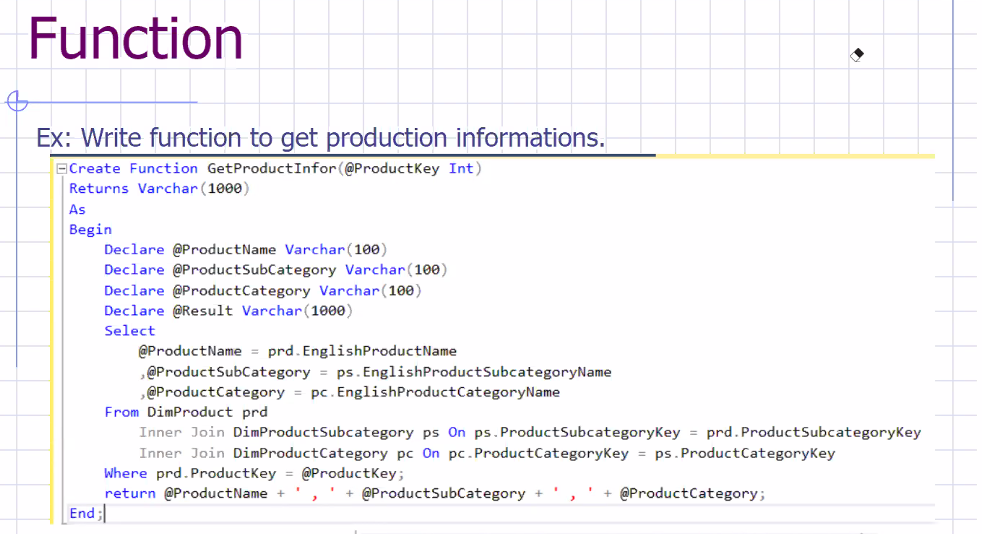 Function
Ex: Write function to get production informations.
Create Function GetProductInfor(@ProductKey Int)
Returns Varchar(1000)
As
Begin
Declare @ProductName Varchar(100)
Declare @ProductSubCategory Varchar(100)
Declare @ProductCategory Varchar(100)
Declare @Result Varchar(1000)
Select
@ProductName = prd.EnglishProductName
,@ProductSubCategory = ps.EnglishProductSubcategoryName
,@ProductCategory = pc.EnglishProductCategoryName
From DimProduct prd
Inner Join DimProductSubcategory ps On ps.ProductSubcategoryKey = prd.ProductSubcategoryKey
Inner Join DimProductCategory pc On pc.ProductCategoryKey = ps.ProductCategoryKey
Where prd.ProductKey = @ProductKey;
return @ProductName + ' , ' + @ProductSubCategory + ' , ' + @ProductCategory;
End;